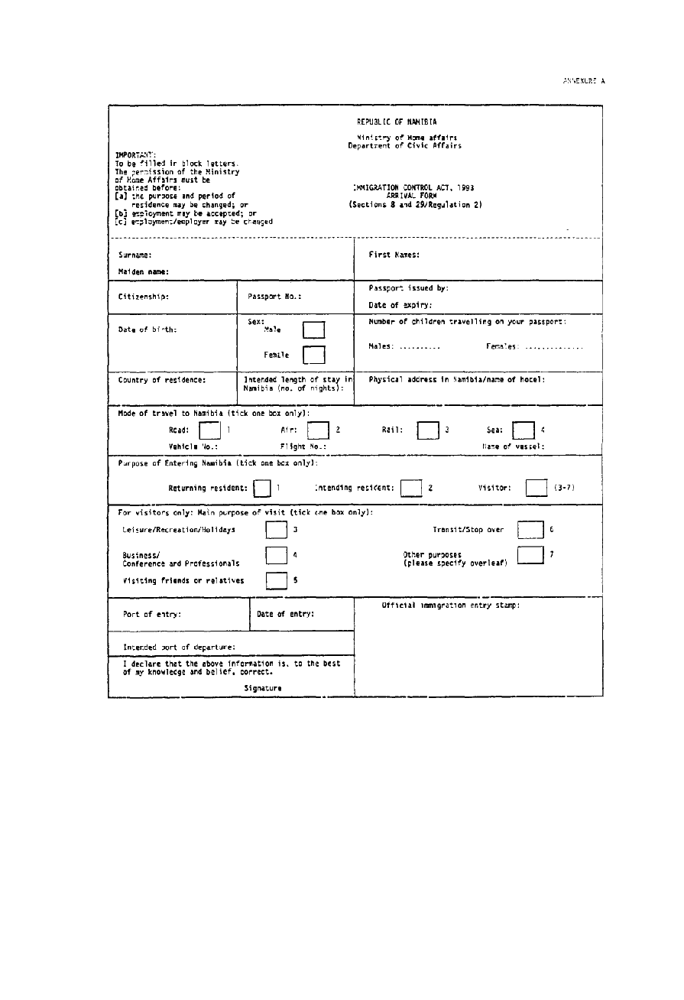 ANNEXURE A
REPUBLIC OF NAMIBIA
Ministry of Home affairs
Department of Civic Affairs
IMPORTANT:
To be filled in block letters.
The permission of the Ministry
of Home Affairs must be
obtained before:
[a] the purpose and period of
residence may be changed; or
[b] employment may be accepted; or
[c] employment/employer may be changed
IMMIGRATION CONTROL ACT, 1993
ARRIVAL FORM
(Sections 8 and 29/Regulation 2)
Surname:
Maiden name:
First Names:
Citizenship:
Passport No.:
Passport issued by:
Date of expiry:
Date of birth:
Sex:
Male
Female
Number of children travelling on your passport:
Males: .......... Females: ..............
Country of residence:
Intended length of stay in
Namibia (no. of nights):
Physical address in Namibia/name of hotel:
Mode of travel to Namibia (tick one box only):
Road: 1 Air: 2 Rail: 3 Sea: 4
Vehicle No.: Flight No.: Name of vessel:
Purpose of Entering Namibia (tick one box only):
Returning resident: 1 Intending resident: 2 Visitor: (3-7)
For visitors only: Main purpose of visit (tick one box only):
Leisure/Recreation/Holidays 3 Transit/Stop over 6
Business/
Conference and Professionals 4
Other purposes
(please specify overleaf) 7
Visiting friends or relatives 5
Port of entry:
Date of entry:
Official immigration entry stamp:
Intended port of departure:
I declare that the above information is, to the best
of my knowledge and belief, correct.
Signature